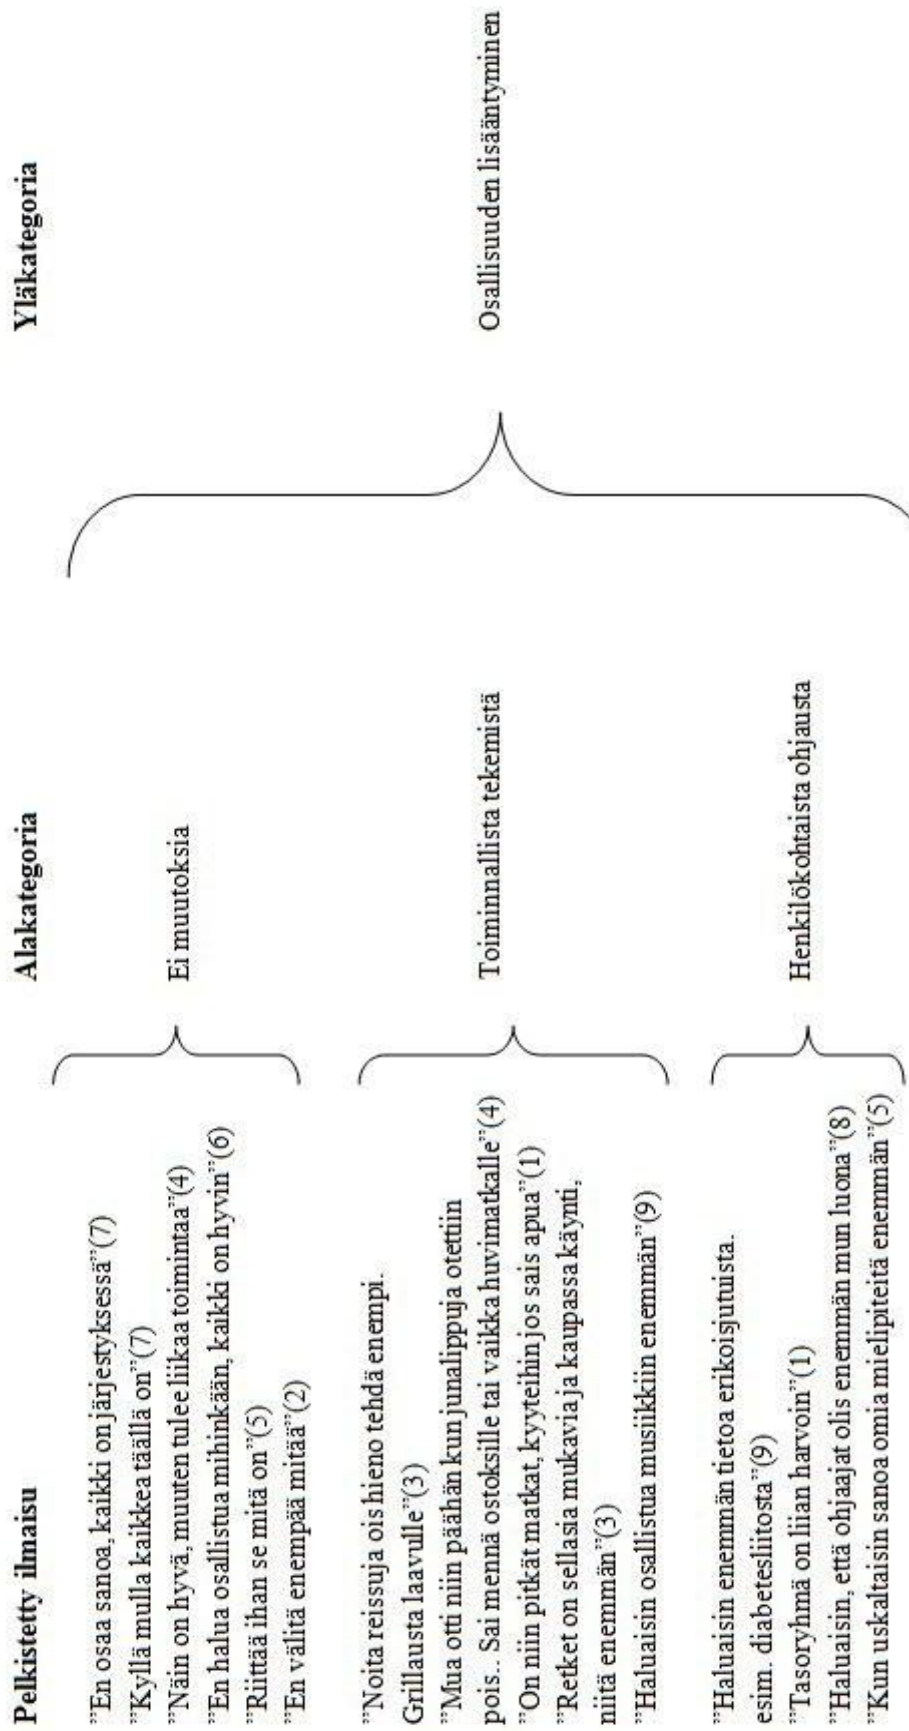 Pelkistetty ilmaisu
Alakategoria
Yläkategoria
””En osaa sanoa, kaikki on järjestyksessä””(7)
”Kyllä mulla kaikkea täällä on”(7)
”Näin on hyvä, muuten tulee liikaa toimintaa”(4)
”En halua osallistua mihinkään, kaikki on hyvin”(6)
”Riittää ihan se mitä on”(5)
”En välitä enempää mitää”(2)
Ei muutoksia
”Noita reissuja ois hieno tehdä enempi.
Grillausta laavulle”(3)
”Mua otti niin päähän kun junalippuja otettiin
pois.. Sai mennä ostoksille tai vaikka huvimatkalle”(4)
”On niin pitkät matkat, kyyteihin jos sais apua”(1)
”Retket on sellasia mukavia ja kaupassa käynti,
niitä enemmän”(3)
”Haluaisin osallistua musiikkiin enemmän”(9)
Toiminnallista tekemistä
”Haluaisin enemmän tietoa erikoisjutuista.
esim. diabetesliitosta”(9)
”Tasoryhmä on liian harvoin”(1)
”Haluaisin, että ohjaajat olis enemmän mun luona”(8)
”Kun uskaltaisin sanoa omia mielipiteitä enemmän”(5)
Henkilökohtaista ohjausta
Osallisuuden lisääntyminen